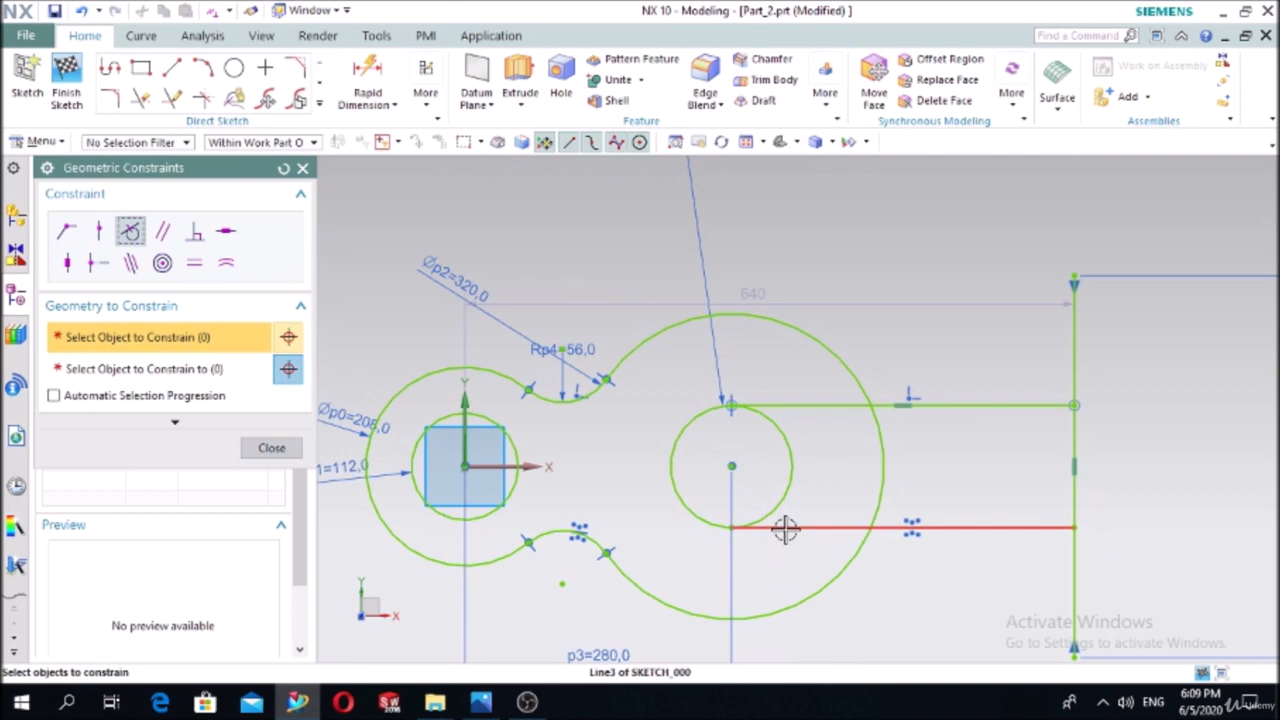 NX
Window
NX 10 - Modeling - [Part_2.prt (Modified) ]
SIEMENS
File
Home
Curve
Analysis
View
Render
Tools
PMI
Application
Find a Command
Sketch
Finish Sketch
Rapid Dimension
More
Datum Plane
Extrude
Hole
Pattern Feature
Unite
Shell
Edge Blend
Chamfer
Trim Body
Draft
More
Move Face
Offset Region
Replace Face
Delete Face
More
Surface
Work on Assembly
Add
Direct Sketch
Feature
Synchronous Modeling
Assemblies
Menu
No Selection Filter
Within Work Part O
Geometric Constraints
Constraint
Geometry to Constrain
* Select Object to Constrain (0)
* Select Object to Constrain to (0)
Automatic Selection Progression
Close
Preview
No preview available
Øp2=320,0
640
Rp4=56,0
Y
Øp0=208,0
X
1=112,0
Y
X
p3=280,0
Activate Windows
Go to Settings to activate Windows.
Select objects to constrain
Line3 of SKETCH_000
ENG
6:09 PM
6/5/2020
Udemy